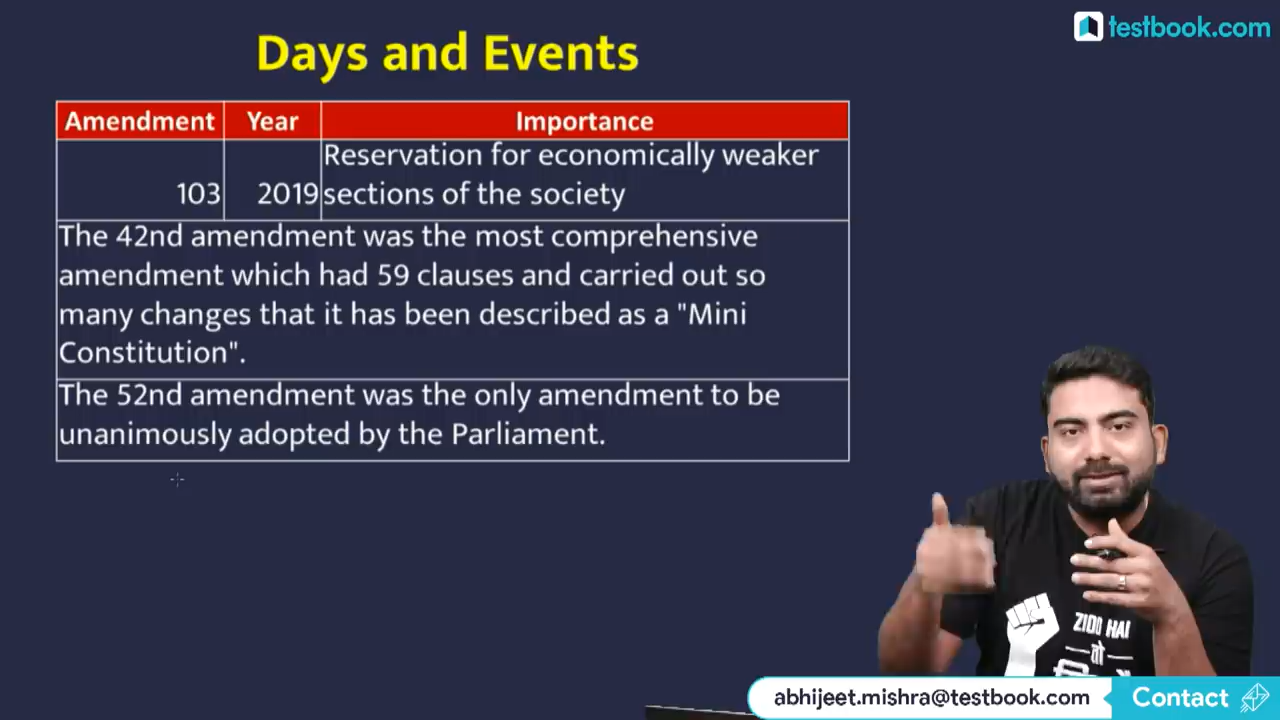 testbook.com
Days and Events
Amendment Year Importance
Reservation for economically weaker
103 2019 sections of the society
The 42nd amendment was the most comprehensive
amendment which had 59 clauses and carried out so
many changes that it has been described as a "Mini
Constitution".
The 52nd amendment was the only amendment to be
unanimously adopted by the Parliament.
ZIDD HAI
तो
abhijeet.mishra@testbook.com Contact